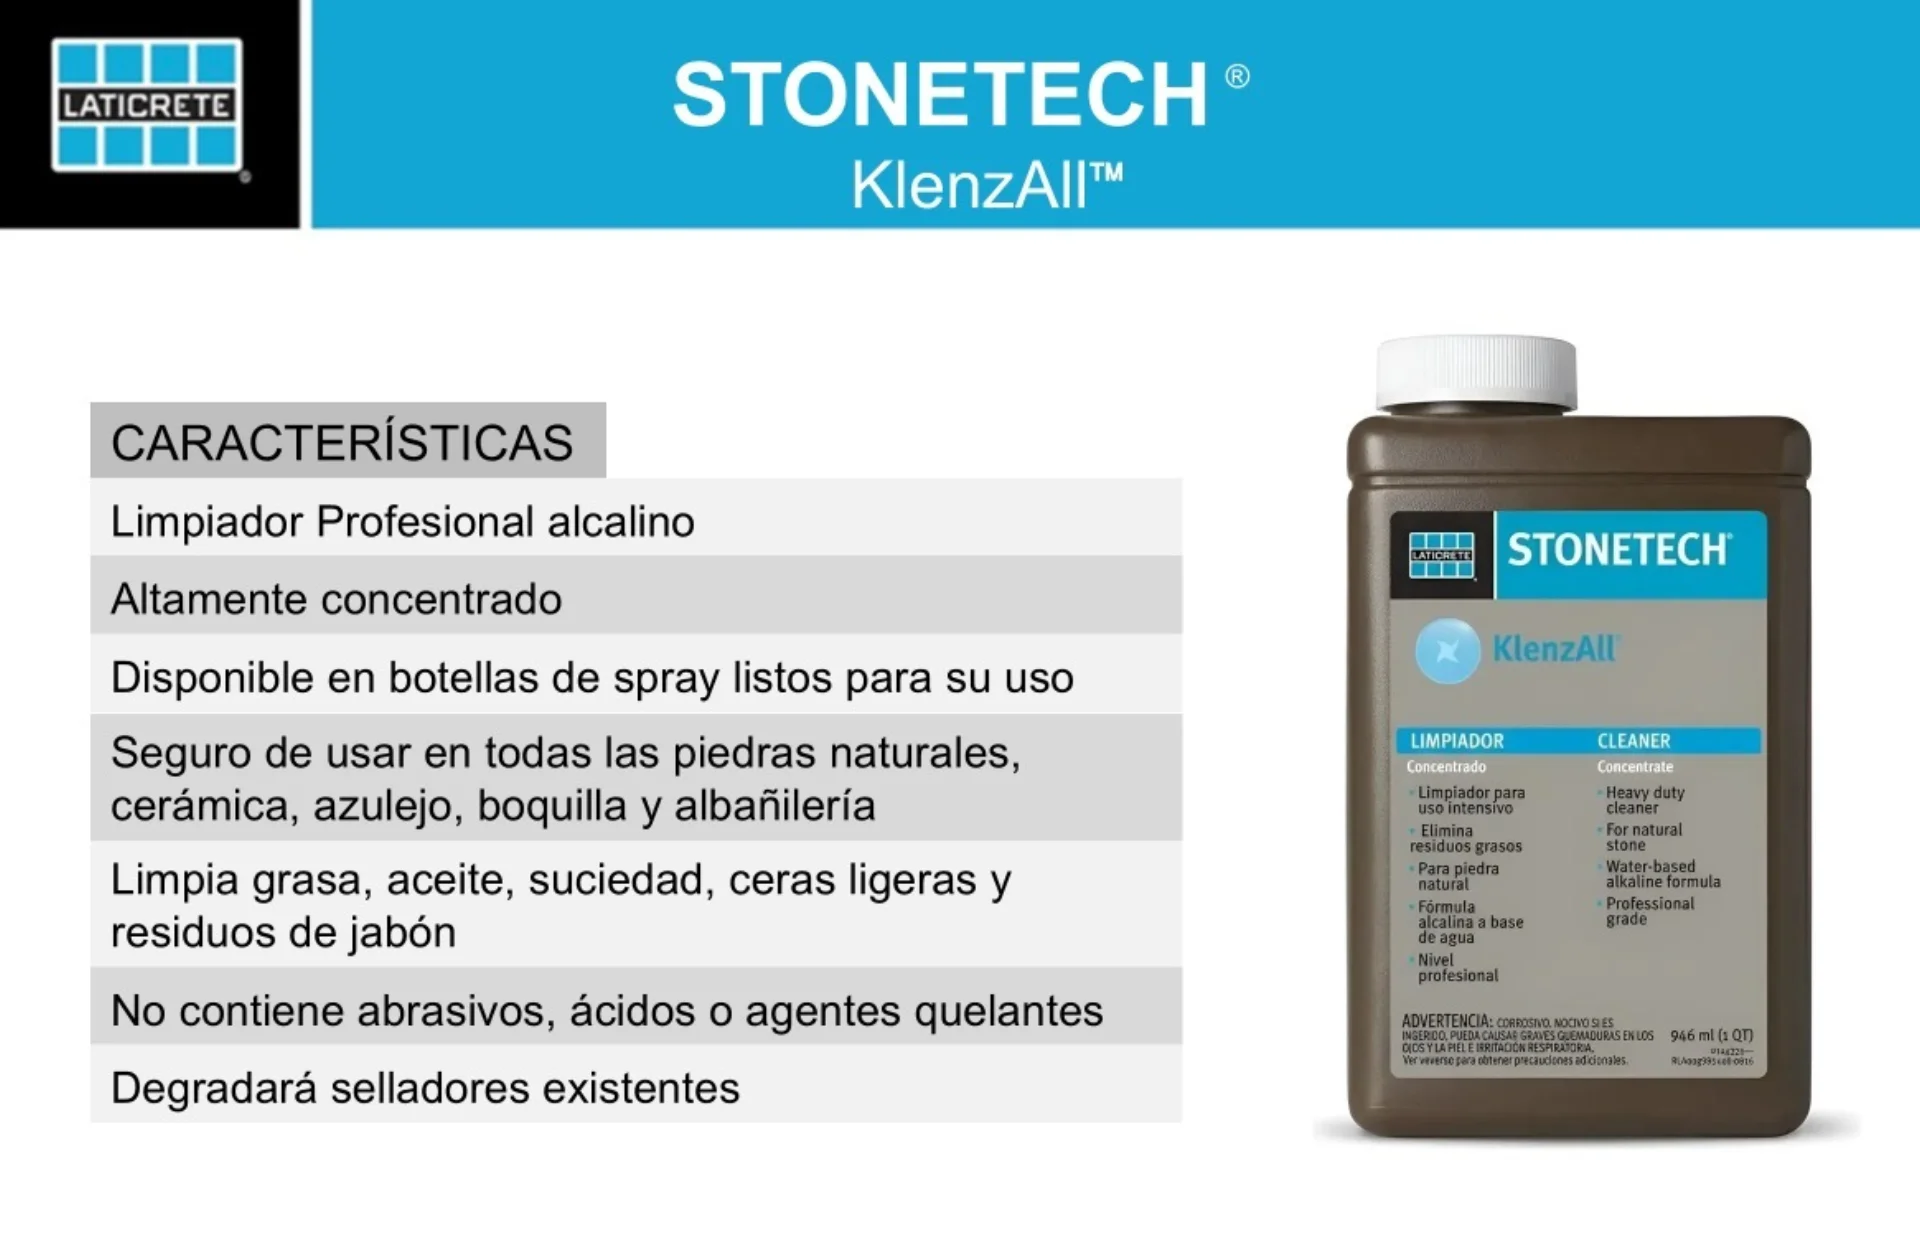 LATICRETE
STONETECH®
KlenzAll™
CARACTERÍSTICAS
Limpiador Profesional alcalino
Altamente concentrado
Disponible en botellas de spray listos para su uso
Seguro de usar en todas las piedras naturales,
cerámica, azulejo, boquilla y albañilería
Limpia grasa, aceite, suciedad, ceras ligeras y
residuos de jabón
No contiene abrasivos, ácidos o agentes quelantes
Degradará selladores existentes
LATICRETE
STONETECH®
KlenzAll
LIMPIADOR
Concentrado
• Limpiador para
uso intensivo
• Elimina
residuos grasos
• Para piedra
natural
• Fórmula
alcalina a base
de agua
• Nivel
profesional
CLEANER
Concentrate
• Heavy duty
cleaner
• For natural
stone
• Water-based
alkaline formula
• Professional
grade
ADVERTENCIA: CORROSIVO. NOCIVO SI ES
INGERIDO, PUEDA CAUSAR GRAVES QUEMADURAS EN LOS
OJOS Y LA PIEL E IRRITACIÓN RESPIRATORIA.
Ver veverso para obtener precauciones adicionales.
946 ml (1 QT)